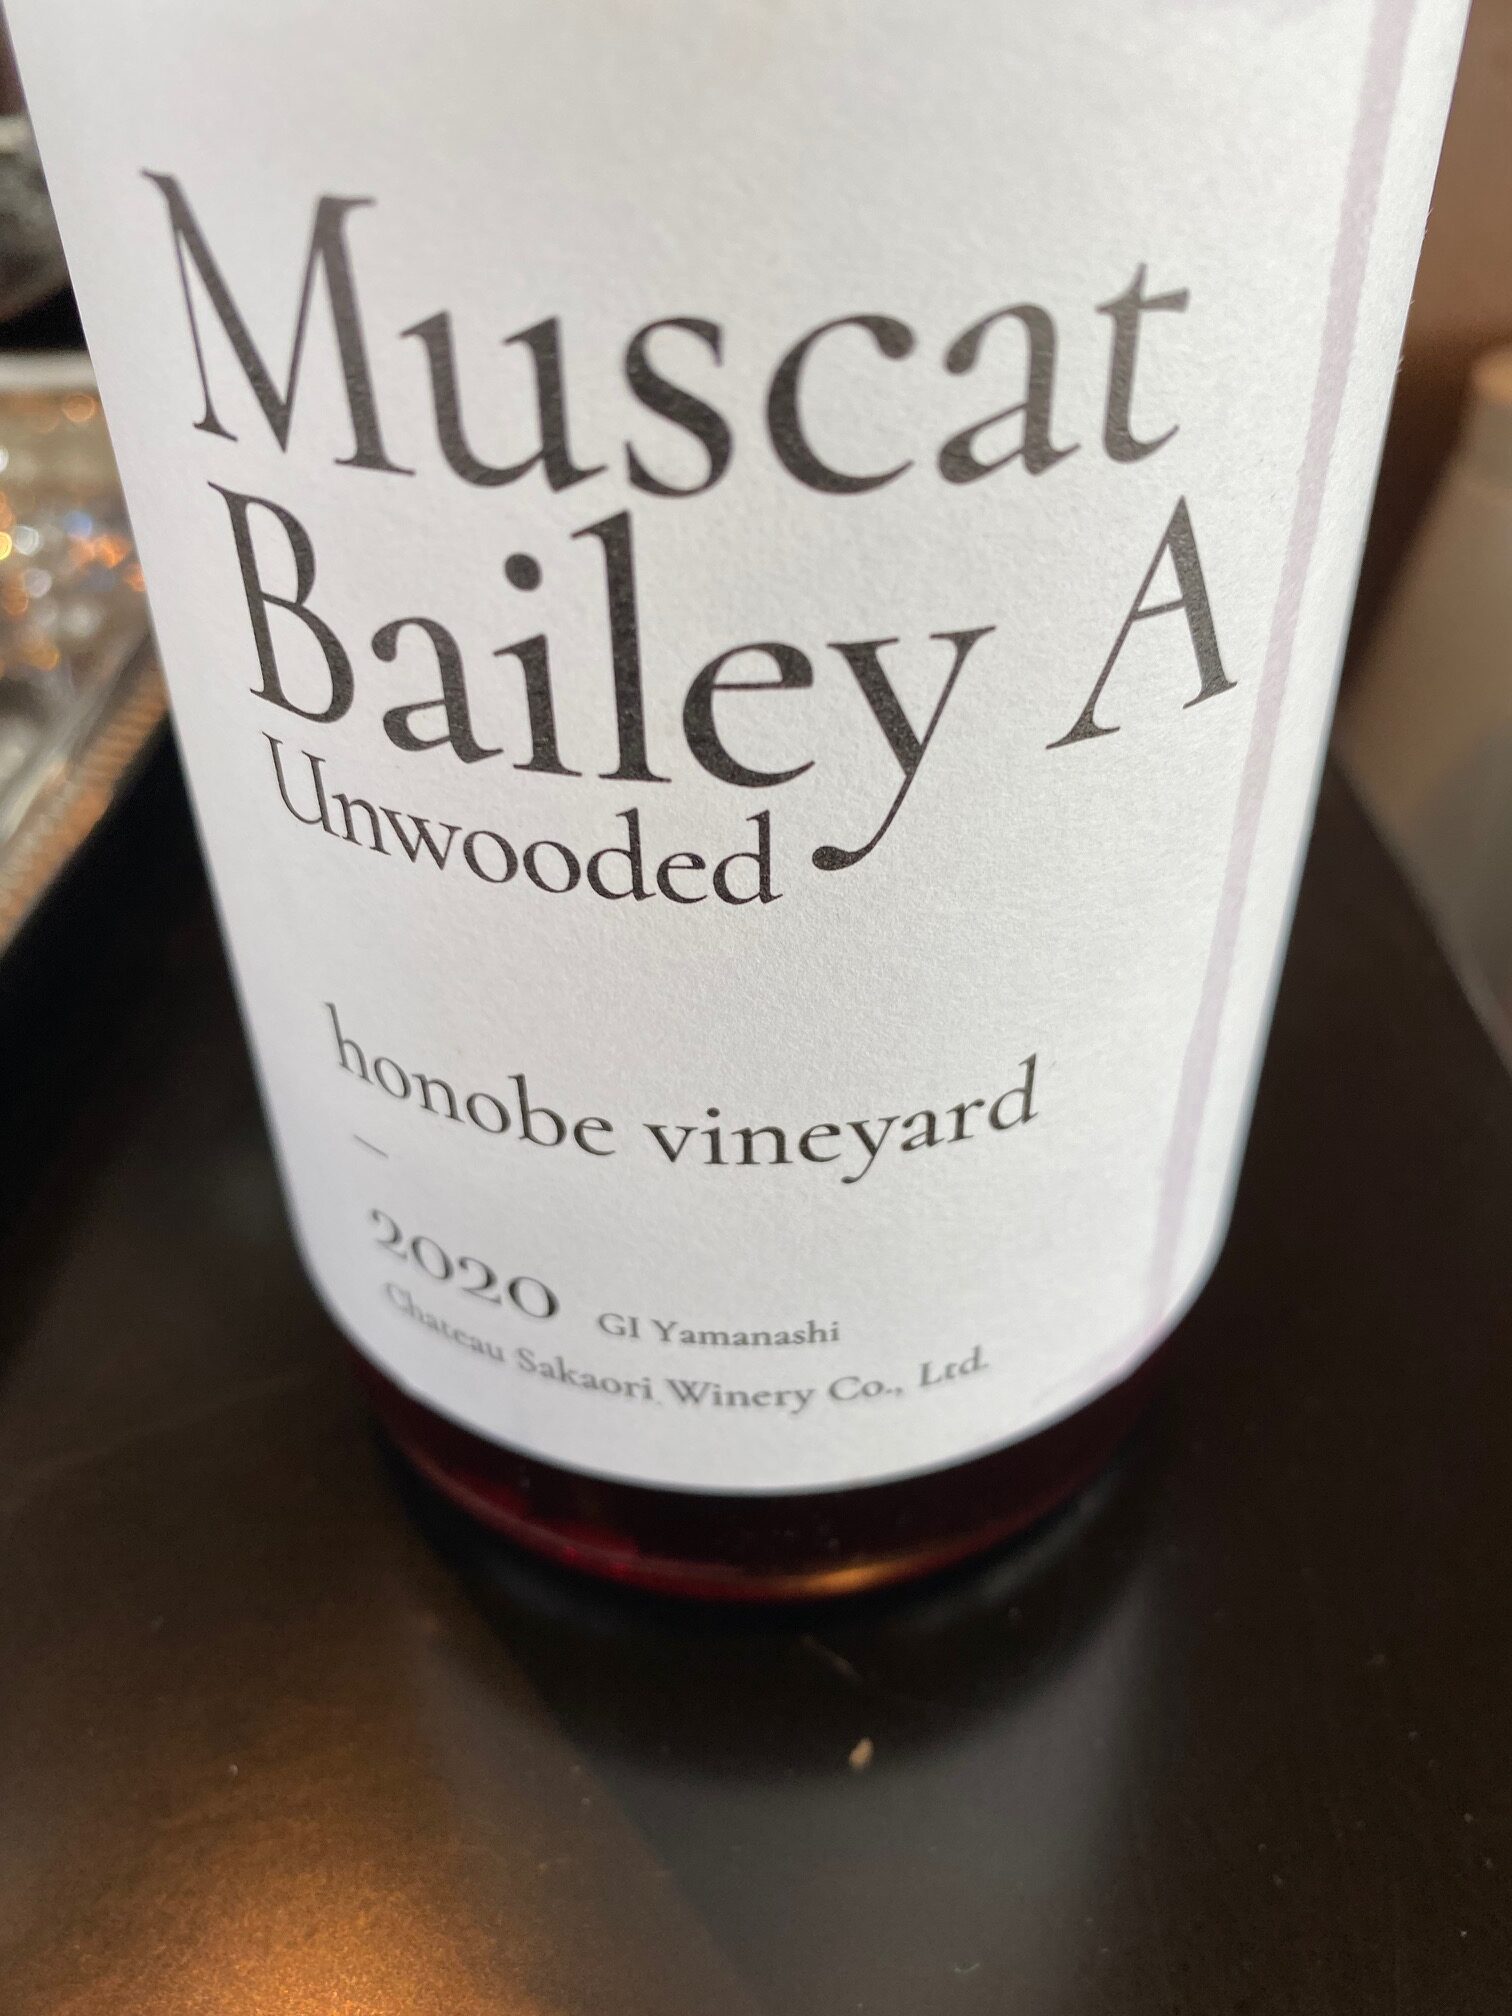 Muscat
Bailey A
Unwooded
honobe vineyard
—
2020 GI Yamanashi
Chateau Sakaori Winery Co., Ltd.